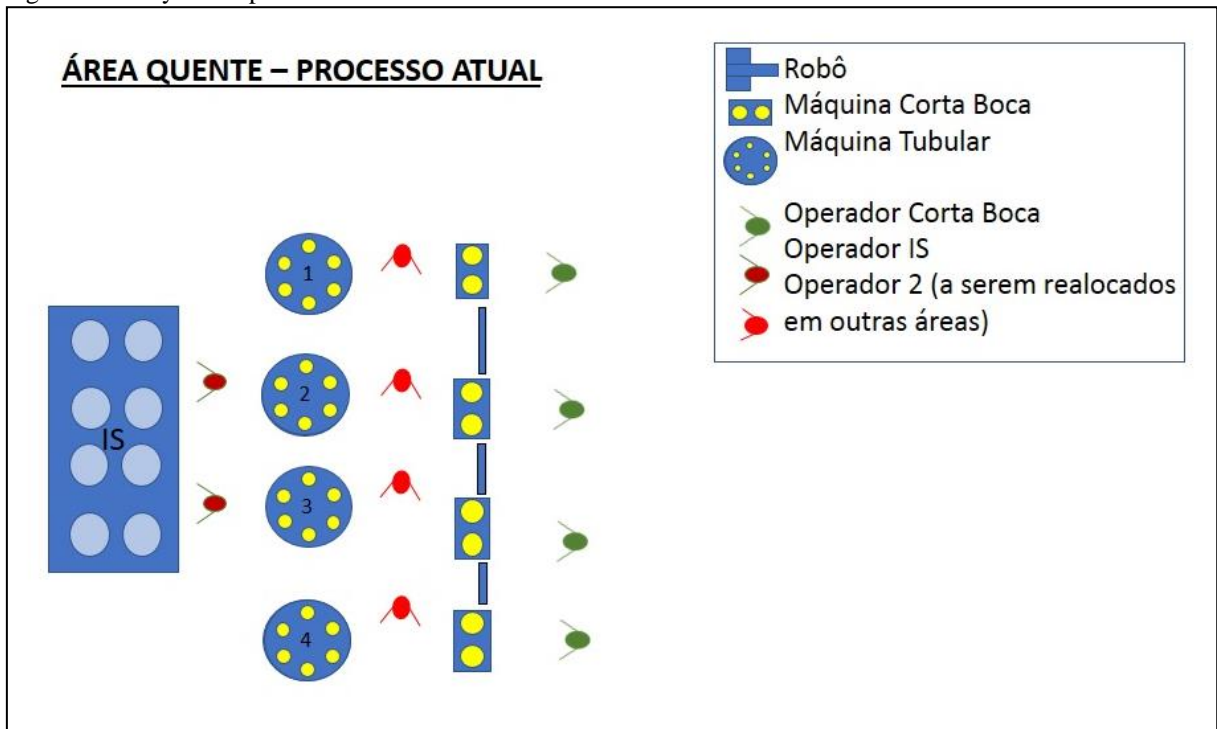 ÁREA QUENTE – PROCESSO ATUAL
Robô
Máquina Corta Boca
Máquina Tubular
Operador Corta Boca
Operador IS
Operador 2 (a serem realocados
em outras áreas)
1
2
IS
3
4